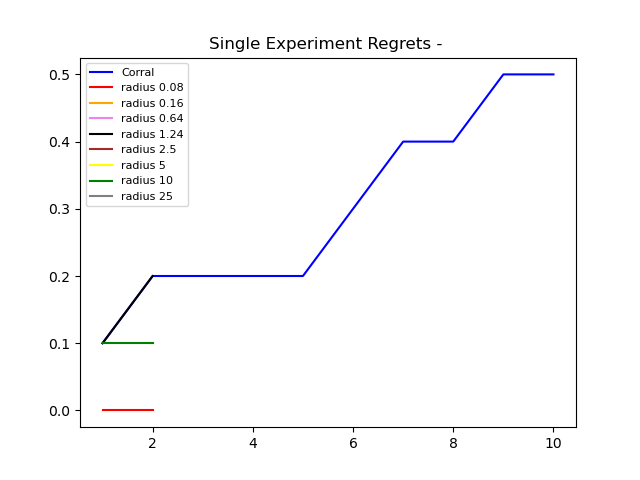 Single Experiment Regrets -
Corral
radius 0.08
radius 0.16
radius 0.64
radius 1.24
radius 2.5
radius 5
radius 10
radius 25
0.5
0.4
0.3
0.2
0.1
0.0
2 4 6 8 10